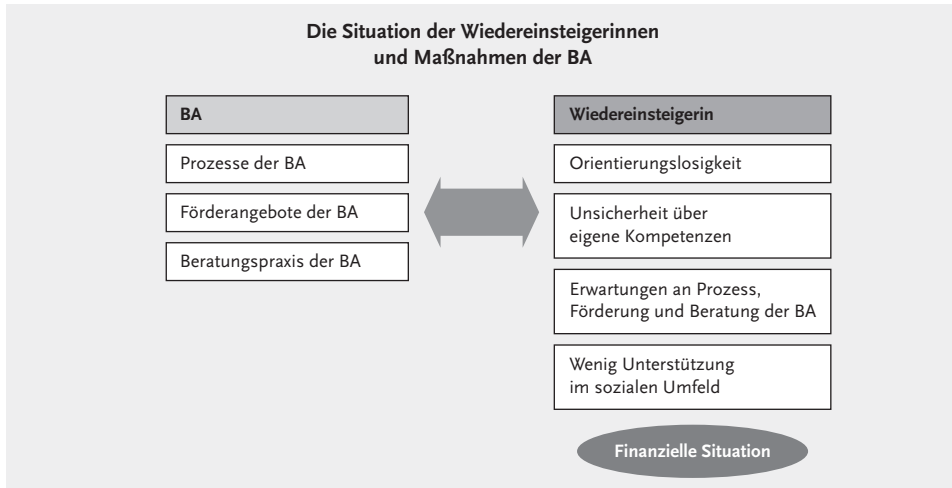 Die Situation der Wiedereinsteigerinnen
und Maßnahmen der BA
BA
Prozesse der BA
Förderangebote der BA
Beratungspraxis der BA
Wiedereinsteigerin
Orientierungslosigkeit
Unsicherheit über
eigene Kompetenzen
Erwartungen an Prozess,
Förderung und Beratung der BA
Wenig Unterstützung
im sozialen Umfeld
Finanzielle Situation